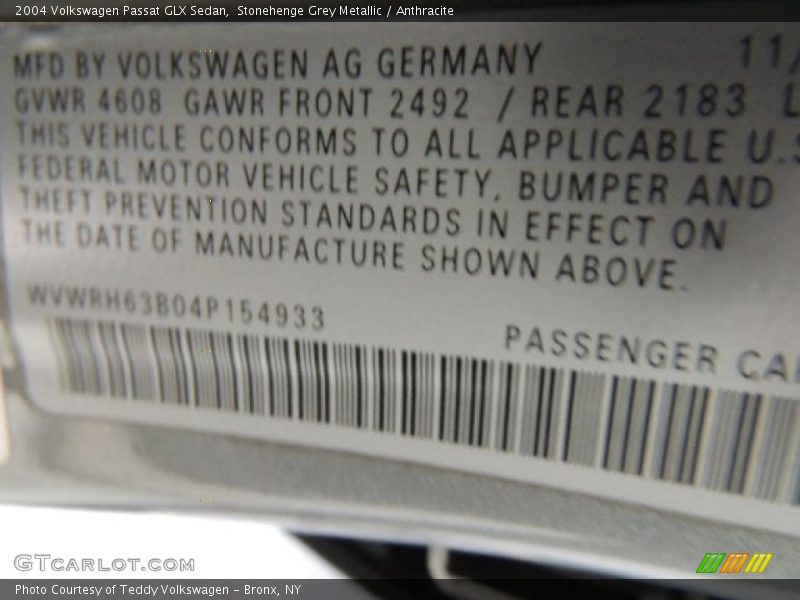 2004 Volkswagen Passat GLX Sedan, Stonehenge Grey Metallic / Anthracite
MFD BY VOLKSWAGEN AG GERMANY 11/
GVWR 4608 GAWR FRONT 2492 / REAR 2183 L
THIS VEHICLE CONFORMS TO ALL APPLICABLE U.S
FEDERAL MOTOR VEHICLE SAFETY, BUMPER AND
THEFT PREVENTION STANDARDS IN EFFECT ON
THE DATE OF MANUFACTURE SHOWN ABOVE.
WVWRH63B04P154933
PASSENGER CA
GTCARLOT.COM
Photo Courtesy of Teddy Volkswagen - Bronx, NY